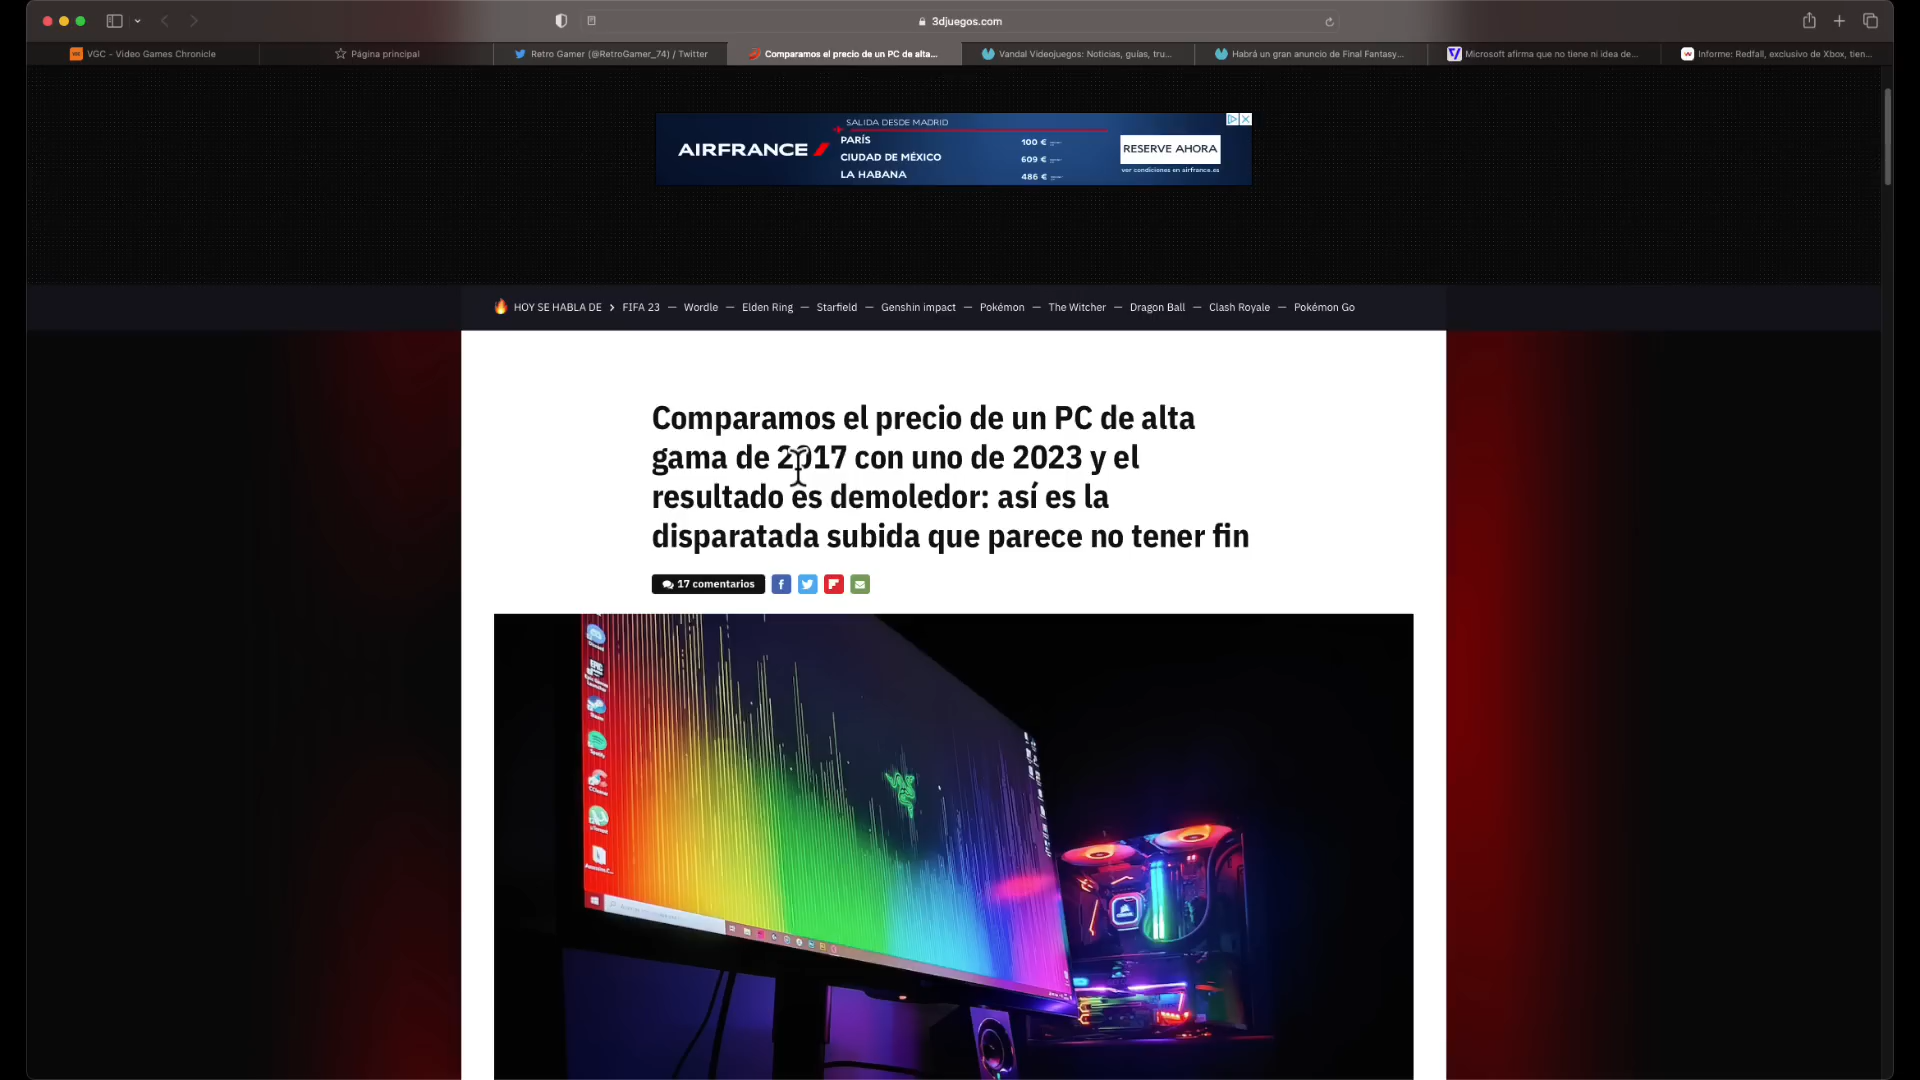 3djuegos.com
VGC - Video Games Chronicle
Página principal
Retro Gamer (@RetroGamer_74) / Twitter
Comparamos el precio de un PC de alta...
Vandal Videojuegos: Noticias, guías, tru...
Habrá un gran anuncio de Final Fantasy...
Microsoft afirma que no tiene ni idea de...
Informe: Redfall, exclusivo de Xbox, tien...
SALIDA DESDE MADRID
AIRFRANCE
PARÍS 100 €
CIUDAD DE MÉXICO 609 €
LA HABANA 486 €
RESERVE AHORA
ver condiciones en airfrance.es
HOY SE HABLA DE > FIFA 23 — Wordle — Elden Ring — Starfield — Genshin impact — Pokémon — The Witcher — Dragon Ball — Clash Royale — Pokémon Go
Comparamos el precio de un PC de alta
gama de 2017 con uno de 2023 y el
resultado es demoledor: así es la
disparatada subida que parece no tener fin
17 comentarios